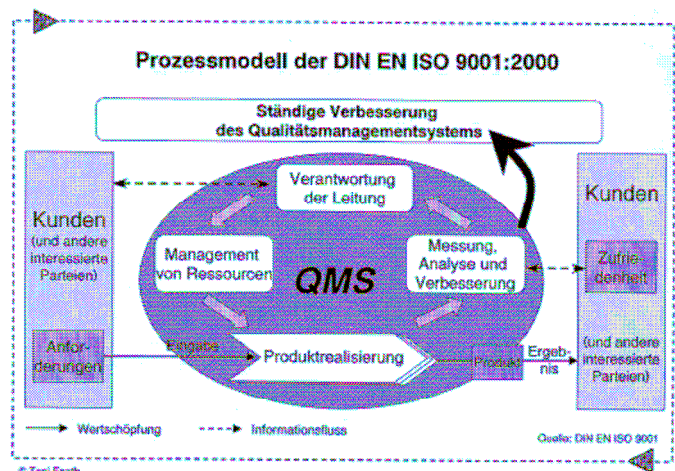 Prozessmodell der DIN EN ISO 9001:2000
Ständige Verbesserung
des Qualitätsmanagementsystems
Kunden
(und andere
interessierte
Parteien)
Anfor-
derungen
Verantwortung
der Leitung
Management
von Ressourcen
QMS
Messung,
Analyse und
Verbesserung
Eingabe
Produktrealisierung
Produkt
Ergeb-
nis
Kunden
Zufrie-
denheit
(und andere
interessierte
Parteien)
Wertschöpfung
Informationsfluss
Quelle: DIN EN ISO 9001